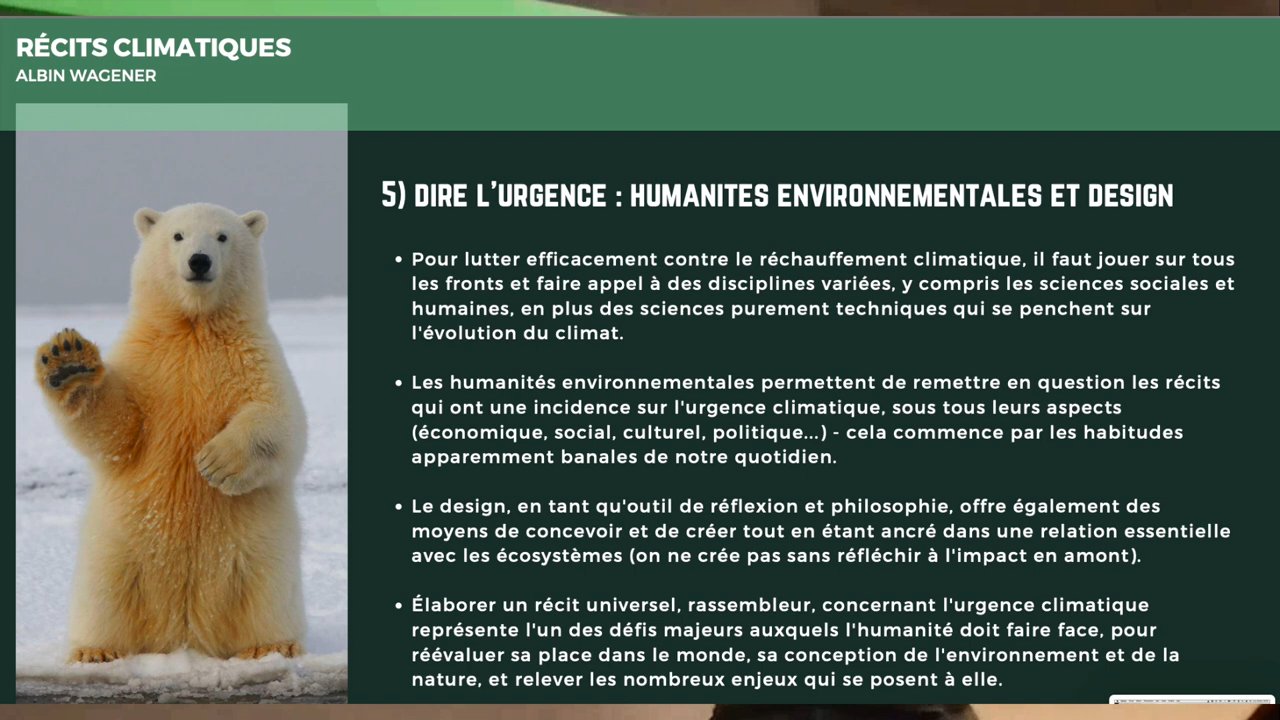 RÉCITS CLIMATIQUES
ALBIN WAGENER
5) DIRE L'URGENCE : HUMANITES ENVIRONNEMENTALES ET DESIGN
• Pour lutter efficacement contre le réchauffement climatique, il faut jouer sur tous
les fronts et faire appel à des disciplines variées, y compris les sciences sociales et
humaines, en plus des sciences purement techniques qui se penchent sur
l'évolution du climat.
• Les humanités environnementales permettent de remettre en question les récits
qui ont une incidence sur l'urgence climatique, sous tous leurs aspects
(économique, social, culturel, politique...) - cela commence par les habitudes
apparemment banales de notre quotidien.
• Le design, en tant qu'outil de réflexion et philosophie, offre également des
moyens de concevoir et de créer tout en étant ancré dans une relation essentielle
avec les écosystèmes (on ne crée pas sans réfléchir à l'impact en amont).
• Élaborer un récit universel, rassembleur, concernant l'urgence climatique
représente l'un des défis majeurs auxquels l'humanité doit faire face, pour
réévaluer sa place dans le monde, sa conception de l'environnement et de la
nature, et relever les nombreux enjeux qui se posent à elle.